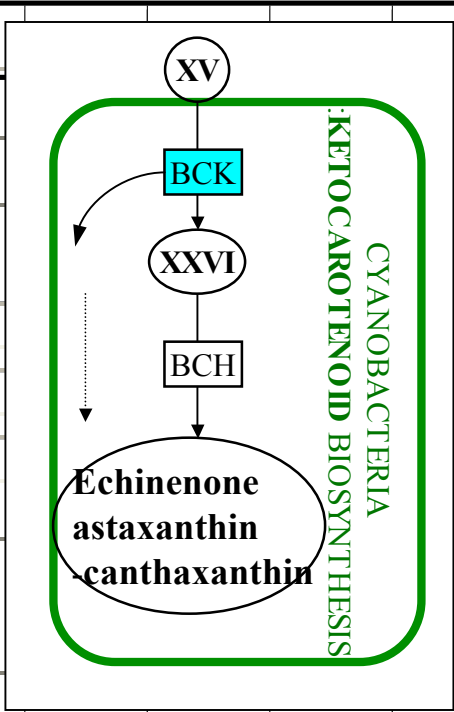 XV
BCK
XXVI
BCH
Echinenone
astaxanthin
-canthaxanthin
CYANOBACTERIA
:KETOCAROTENOID BIOSYNTHESIS